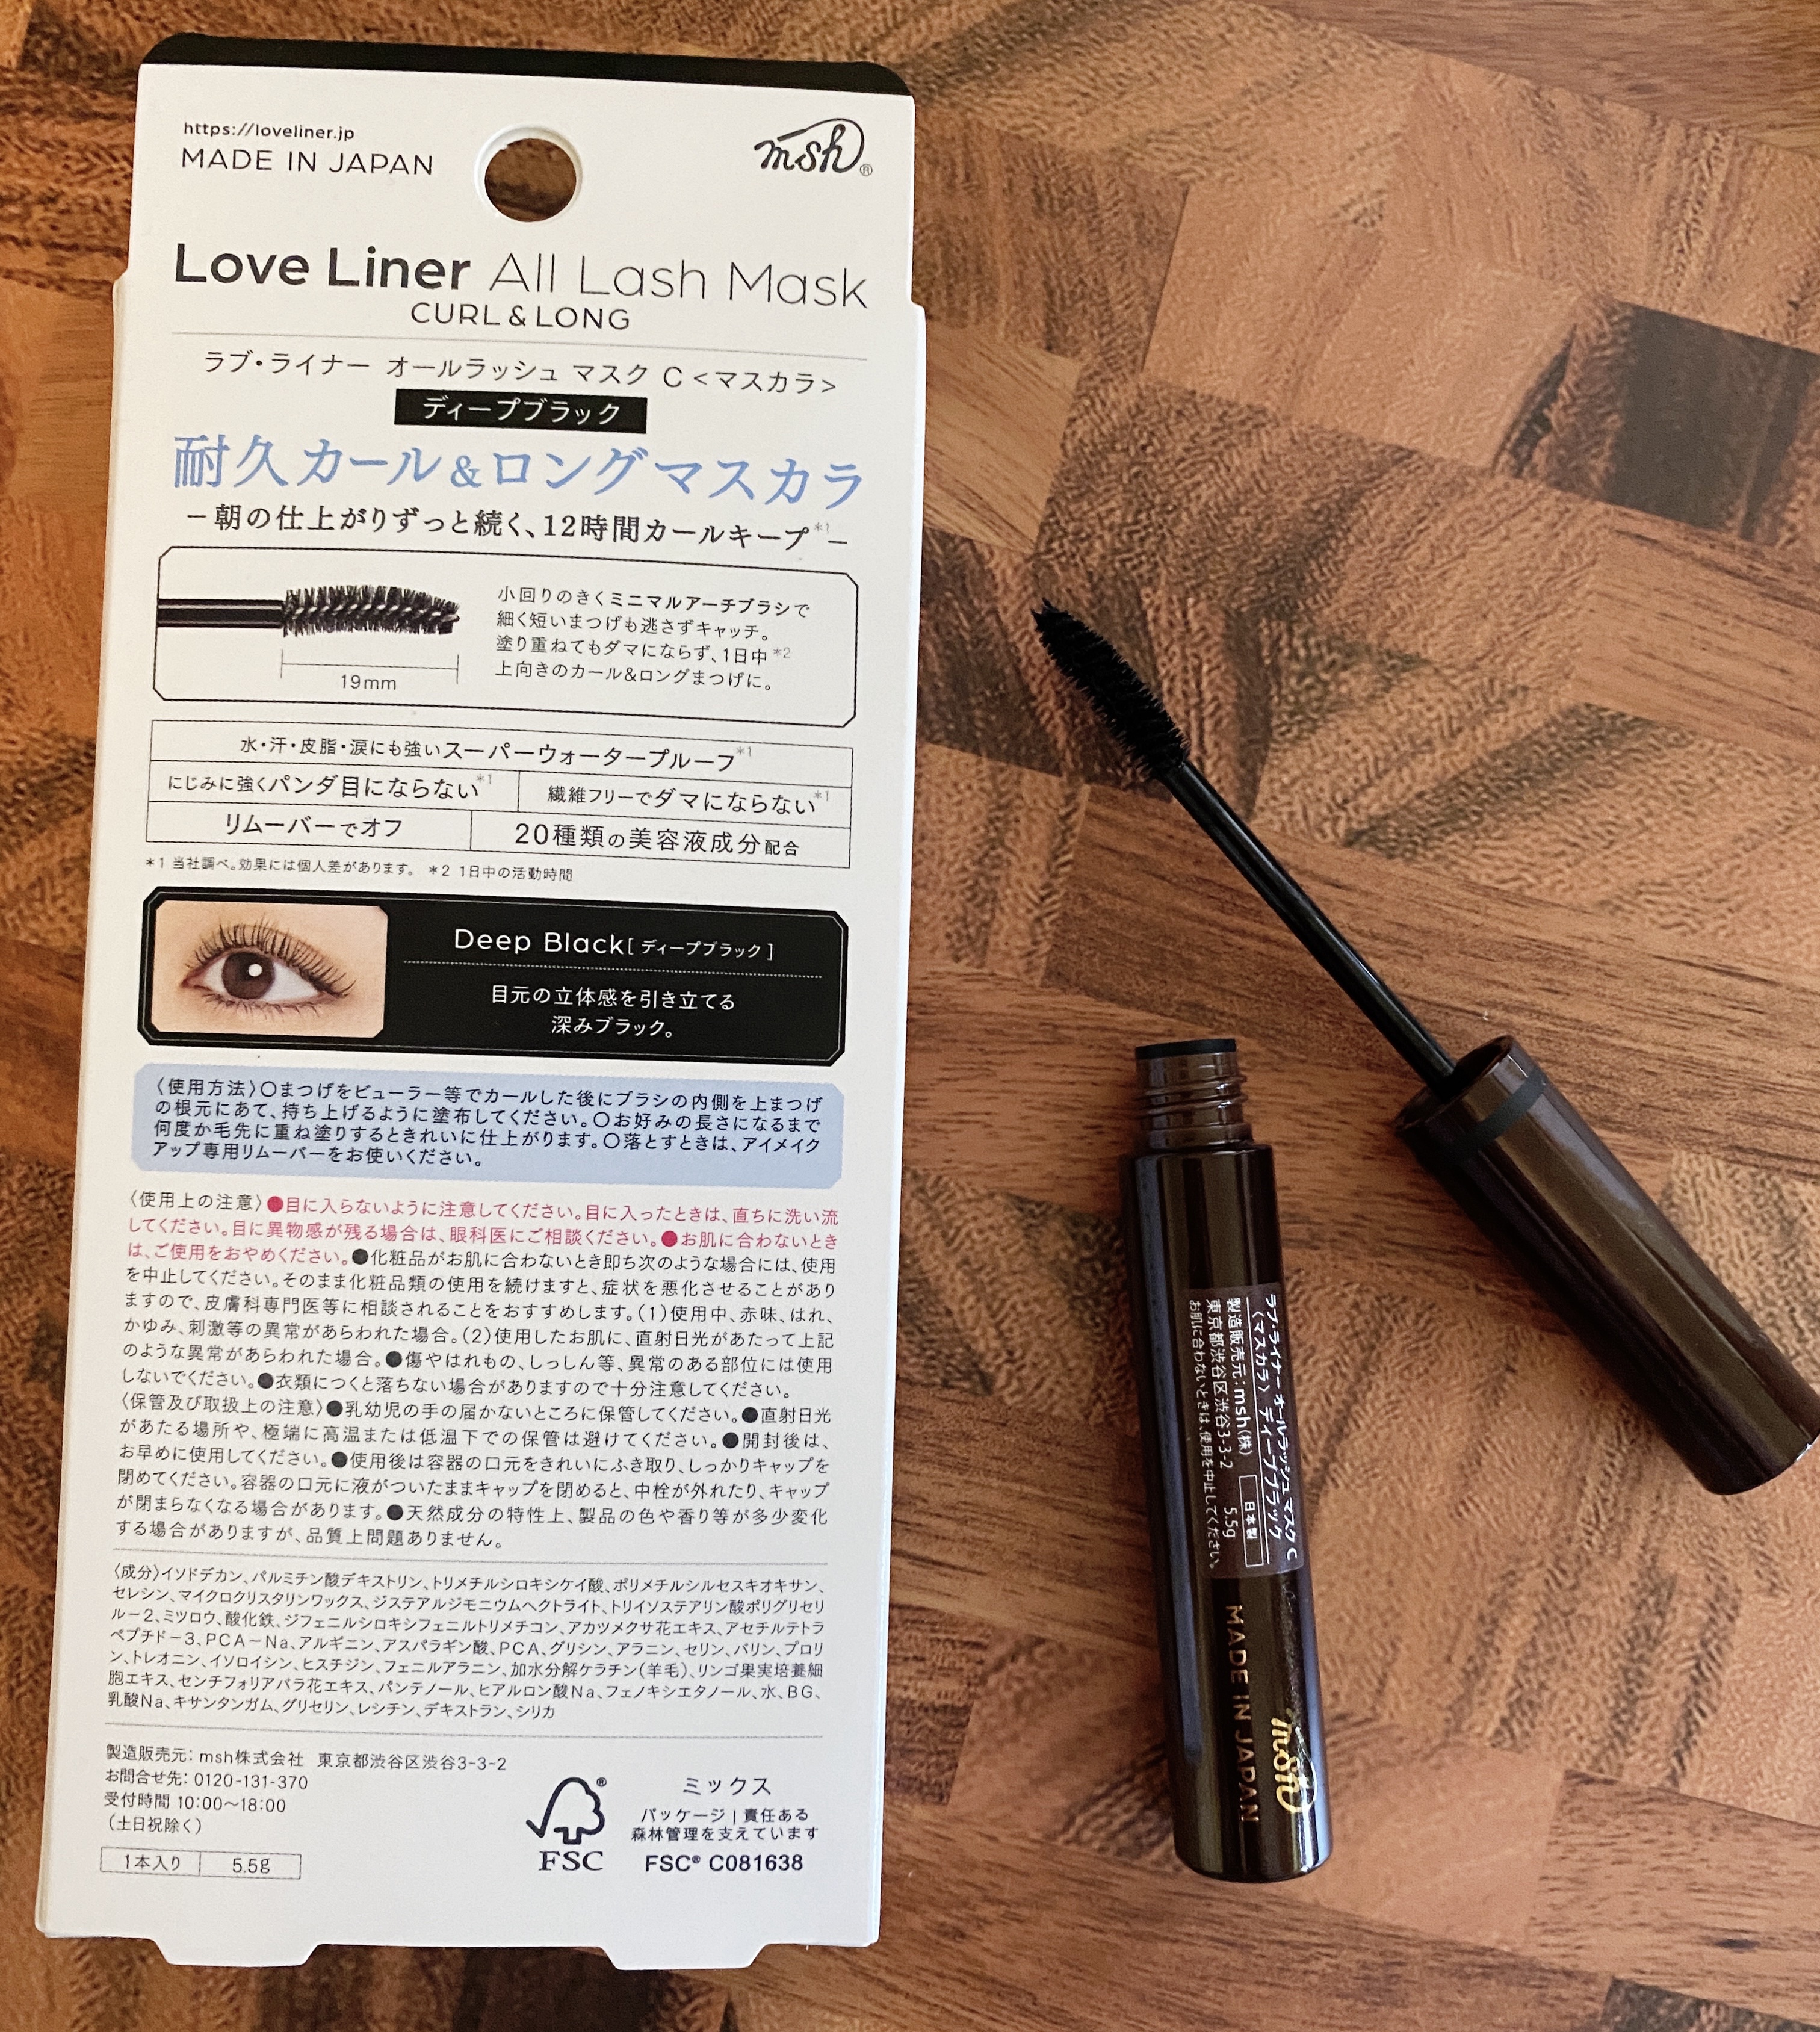 https://loveliner.jp
MADE IN JAPAN
msh®
Love Liner All Lash Mask
CURL & LONG
ラブ・ライナー オールラッシュ マスク C <マスカラ>
ディープブラック
耐久カール&ロングマスカラ
－朝の仕上がりずっと続く、12時間カールキープ*1－
小回りのきくミニマルアーチブラシで
細く短いまつげも逃さずキャッチ。
塗り重ねてもダマにならず、1日中*2
上向きのカール&ロングまつげに。
19mm
水・汗・皮脂・涙にも強いスーパーウォータープルーフ*1
にじみに強くパンダ目にならない*1
繊維フリーでダマにならない*1
リムーバーでオフ
20種類の美容液成分配合
*1 当社調べ。効果には個人差があります。 *2 1日中の活動時間
Deep Black[ ディープブラック ]
目元の立体感を引き立てる
深みブラック。
〈使用方法〉○まつげをビューラー等でカールした後にブラシの内側を上まつげ
の根元にあて、持ち上げるように塗布してください。○お好みの長さになるまで
何度か毛先に重ね塗りするときれいに仕上がります。○落とすときは、アイメイク
アップ専用リムーバーをお使いください。
〈使用上の注意〉●目に入らないように注意してください。目に入ったときは、直ちに洗い流
してください。目に異物感が残る場合は、眼科医にご相談ください。●お肌に合わないとき
は、ご使用をおやめください。●化粧品がお肌に合わないとき即ち次のような場合には、使用
を中止してください。そのまま化粧品類の使用を続けますと、症状を悪化させることがあり
ますので、皮膚科専門医等に相談されることをおすすめします。(1)使用中、赤味、はれ、
かゆみ、刺激等の異常があらわれた場合。(2)使用したお肌に、直射日光があたって上記
のような異常があらわれた場合。●傷やはれもの、しっしん等、異常のある部位には使用
しないでください。●衣類につくと落ちない場合がありますので十分注意してください。
〈保管及び取扱上の注意〉●乳幼児の手の届かないところに保管してください。●直射日光
があたる場所や、極端に高温または低温下での保管は避けてください。●開封後は、
お早めに使用してください。●使用後は容器の口元をきれいにふき取り、しっかりキャップを
閉めてください。容器の口元に液がついたままキャップを閉めると、中栓が外れたり、キャップ
が閉まらなくなる場合があります。●天然成分の特性上、製品の色や香り等が多少変化
する場合がありますが、品質上問題ありません。
〈成分〉イソドデカン、パルミチン酸デキストリン、トリメチルシロキシケイ酸、ポリメチルシルセスキオキサン、
セレシン、マイクロクリスタリンワックス、ジステアルジモニウムヘクトライト、トリイソステアリン酸ポリグリセリ
ル－2、ミツロウ、酸化鉄、ジフェニルシロキシフェニルトリメチコン、アカツメクサ花エキス、アセチルテトラ
ペプチド－3、PCA－Na、アルギニン、アスパラギン酸、PCA、グリシン、アラニン、セリン、バリン、プロリ
ン、トレオニン、イソロイシン、ヒスチジン、フェニルアラニン、加水分解ケラチン(羊毛)、リンゴ果実培養細
胞エキス、センチフォリアバラ花エキス、パンテノール、ヒアルロン酸Na、フェノキシエタノール、水、BG、
乳酸Na、キサンタンガム、グリセリン、レシチン、デキストラン、シリカ
製造販売元: msh株式会社 東京都渋谷区渋谷3-3-2
お問合せ先: 0120-131-370
受付時間 10:00～18:00
(土日祝除く)
1本入り
5.5g
FSC®
ミックス
パッケージ | 責任ある
森林管理を支えています
FSC® C081638
ラブ・ライナー オールラッシュ マスク C
〈マスカラ〉 ディープブラック
製造販売元:msh(株) 日本製
東京都渋谷区渋谷3-3-2 5.5g
お肌に合わないときは、使用を中止してください。
msh
MADE IN JAPAN